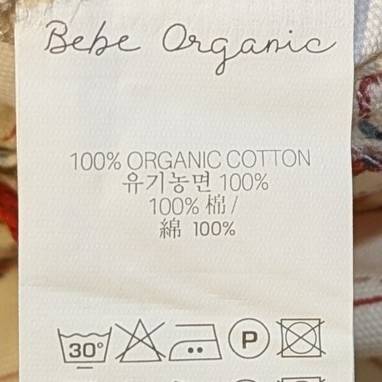 Bebe Organic
100% ORGANIC COTTON
유기농면 100%
100% 棉 /
綿 100%
30°
P